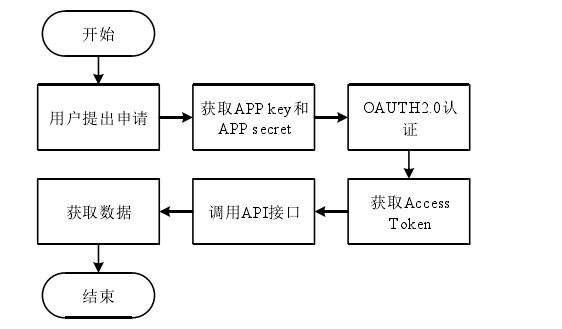 开始
用户提出申请
获取APP key和
APP secret
OAUTH2.0认
证
获取Access
Token
调用API接口
获取数据
结束